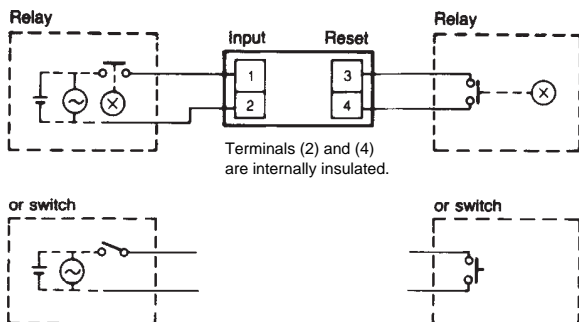 Relay
Input Reset
Relay
1 3
2 4
Terminals (2) and (4)
are internally insulated.
or switch
or switch